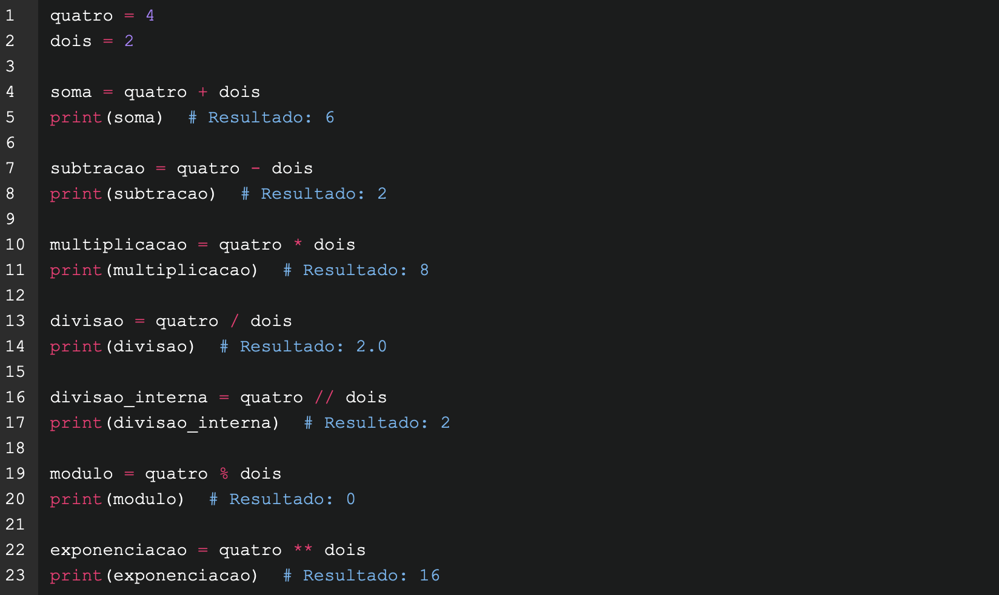 1 quatro = 4
2 dois = 2
3
4 soma = quatro + dois
5 print(soma)  # Resultado: 6
6
7 subtracao = quatro - dois
8 print(subtracao)  # Resultado: 2
9
10 multiplicacao = quatro * dois
11 print(multiplicacao)  # Resultado: 8
12
13 divisao = quatro / dois
14 print(divisao)  # Resultado: 2.0
15
16 divisao_interna = quatro // dois
17 print(divisao_interna)  # Resultado: 2
18
19 modulo = quatro % dois
20 print(modulo)  # Resultado: 0
21
22 exponenciacao = quatro ** dois
23 print(exponenciacao)  # Resultado: 16